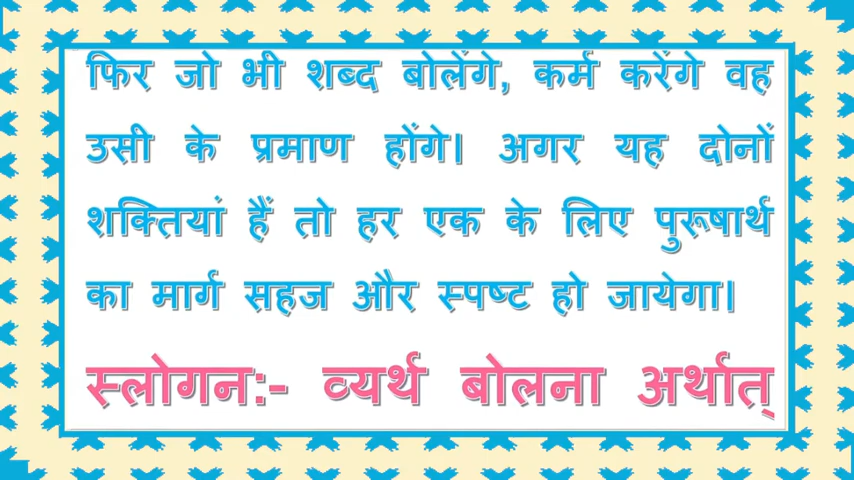 फिर जो भी शब्द बोलेंगे, कर्म करेंगे वह
उसी के प्रमाण होंगे। अगर यह दोनों
शक्तियां हैं तो हर एक के लिए पुरूषार्थ
का मार्ग सहज और स्पष्ट हो जायेगा।
स्लोगन:- व्यर्थ बोलना अर्थात्